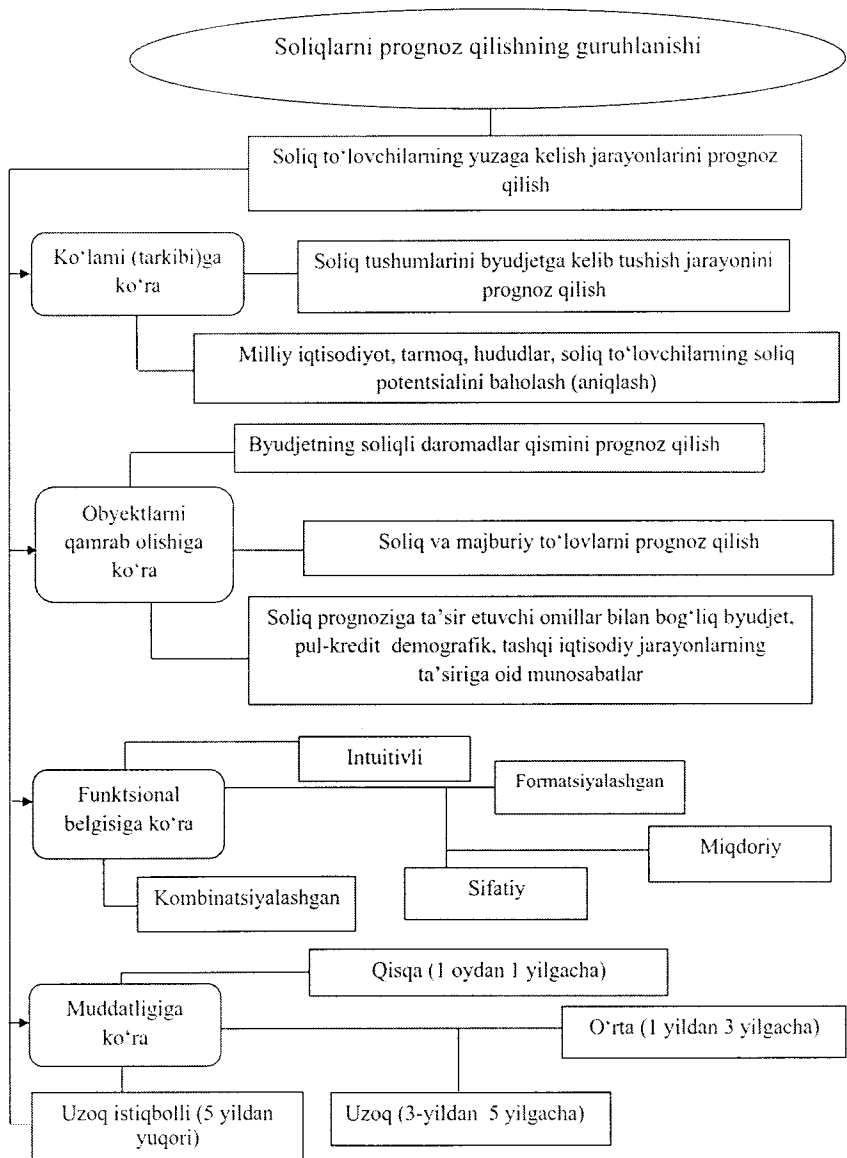 Soliqlarni prognoz qilishning guruhlanishi
Soliq to‘lovchilarning yuzaga kelish jarayonlarini prognoz
qilish
Ko‘lami (tarkibi)ga
ko‘ra
Soliq tushumlarini byudjetga kelib tushish jarayonini
prognoz qilish
Milliy iqtisodiyot, tarmoq, hududlar, soliq to‘lovchilarning soliq
potentsialini baholash (aniqlash)
Byudjetning soliqli daromadlar qismini prognoz qilish
Obyektlarni
qamrab olishiga
ko‘ra
Soliq va majburiy to‘lovlarni prognoz qilish
Soliq prognoziga ta’sir etuvchi omillar bilan bog‘liq byudjet,
pul-kredit demografik, tashqi iqtisodiy jarayonlarning
ta’siriga oid munosabatlar
Intuitivli
Funktsional
belgisiga ko‘ra
Formatsiyalashgan
Miqdoriy
Sifatiy
Kombinatsiyalashgan
Qisqa (1 oydan 1 yilgacha)
Muddatligiga
ko‘ra
O‘rta (1 yildan 3 yilgacha)
Uzoq istiqbolli (5 yildan
yuqori)
Uzoq (3-yildan 5 yilgacha)